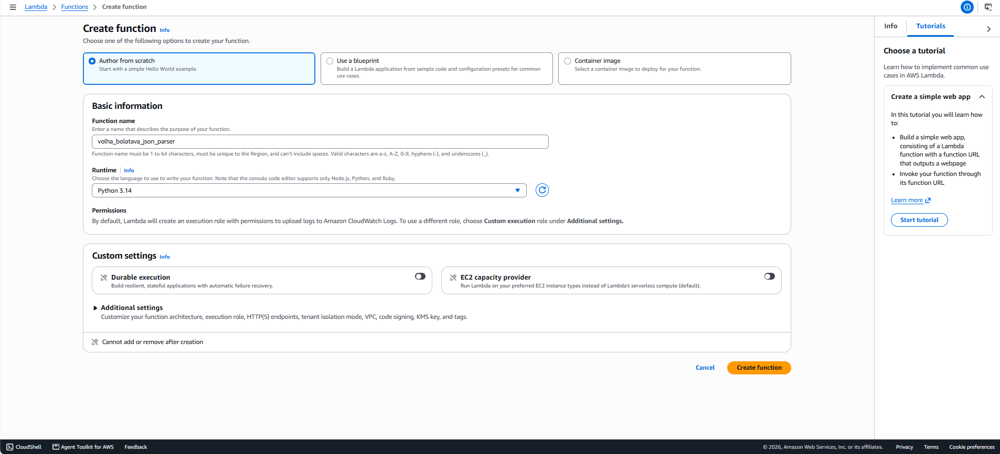 Lambda > Functions > Create function
Create function Info
Choose one of the following options to create your function.
Author from scratch
Start with a simple Hello World example.
Use a blueprint
Build a Lambda application from sample code and configuration presets for common
use cases.
Container image
Select a container image to deploy for your function.
Basic information
Function name
Enter a name that describes the purpose of your function.
volha_bolatava_json_parser
Function name must be 1 to 64 characters, must be unique to the Region, and can't include spaces. Valid characters are a-z, A-Z, 0-9, hyphens (-), and underscores (_).
Runtime Info
Choose the language to use to write your function. Note that the console code editor supports only Node.js, Python, and Ruby.
Python 3.14
Permissions
By default, Lambda will create an execution role with permissions to upload logs to Amazon CloudWatch Logs. To use a different role, choose Custom execution role under Additional settings.
Custom settings Info
Durable execution
Build resilient, stateful applications with automatic failure recovery.
EC2 capacity provider
Run Lambda on your preferred EC2 instance types instead of Lambda's serverless compute (default).
Additional settings
Customize your function architecture, execution role, HTTP(S) endpoints, tenant isolation mode, VPC, code signing, KMS key, and tags.
Cannot add or remove after creation
Cancel
Create function
Info
Tutorials
Choose a tutorial
Learn how to implement common use
cases in AWS Lambda.
Create a simple web app
In this tutorial you will learn how
to:
• Build a simple web app,
consisting of a Lambda
function with a function URL
that outputs a webpage
• Invoke your function through
its function URL
Learn more
Start tutorial
CloudShell
Agent Toolkit for AWS
Feedback
© 2026, Amazon Web Services, Inc. or its affiliates.
Privacy
Terms
Cookie preferences